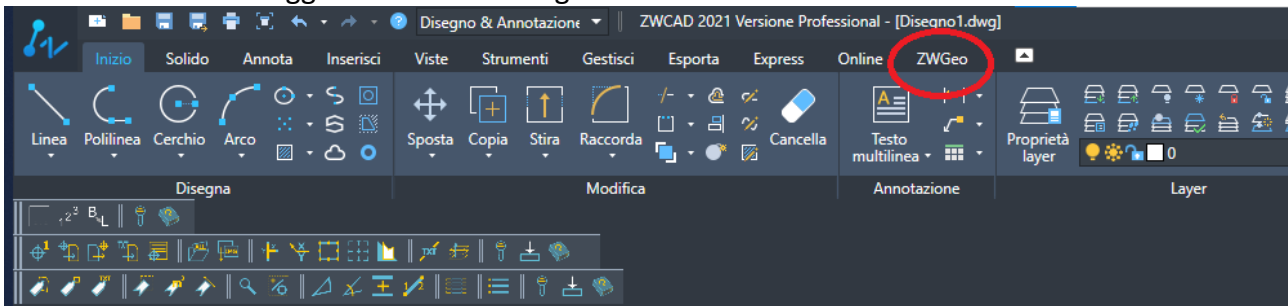 Disegno & Annotazione
ZWCAD 2021 Versione Professional - [Disegno1.dwg]
Inizio Solido Annota Inserisci Viste Strumenti Gestisci Esporta Express Online ZWGeo
Linea Polilinea Cerchio Arco Sposta Copia Stira Raccorda Cancella Testo multilinea Proprietà layer 0
Disegna Modifica Annotazione Layer